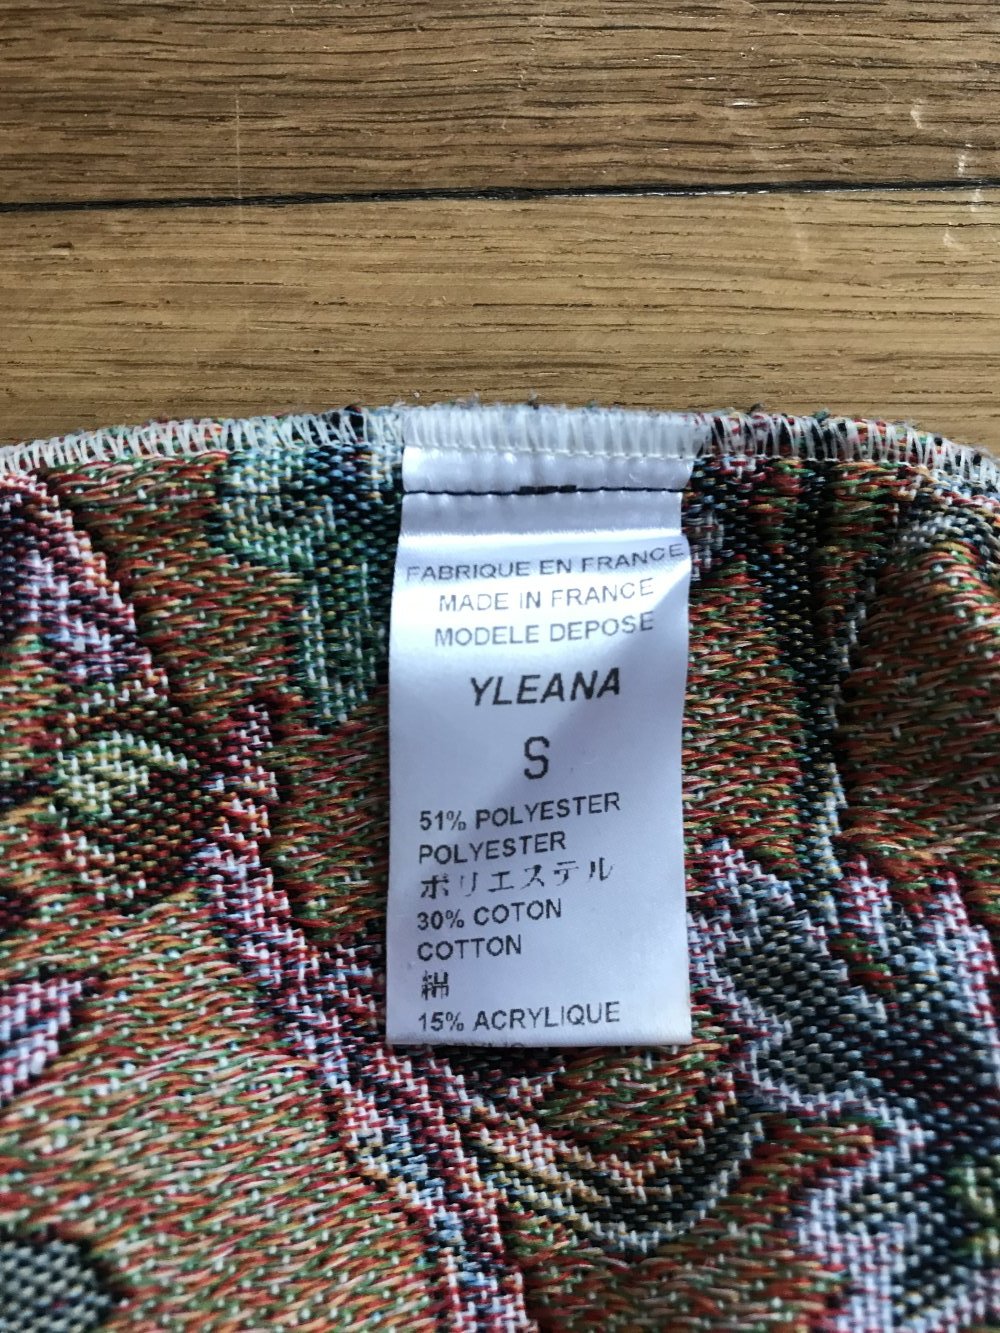 FABRIQUE EN FRANCE
MADE IN FRANCE
MODELE DEPOSE
YLEANA
S
51% POLYESTER
POLYESTER
ポリエステル
30% COTON
COTTON
綿
15% ACRYLIQUE